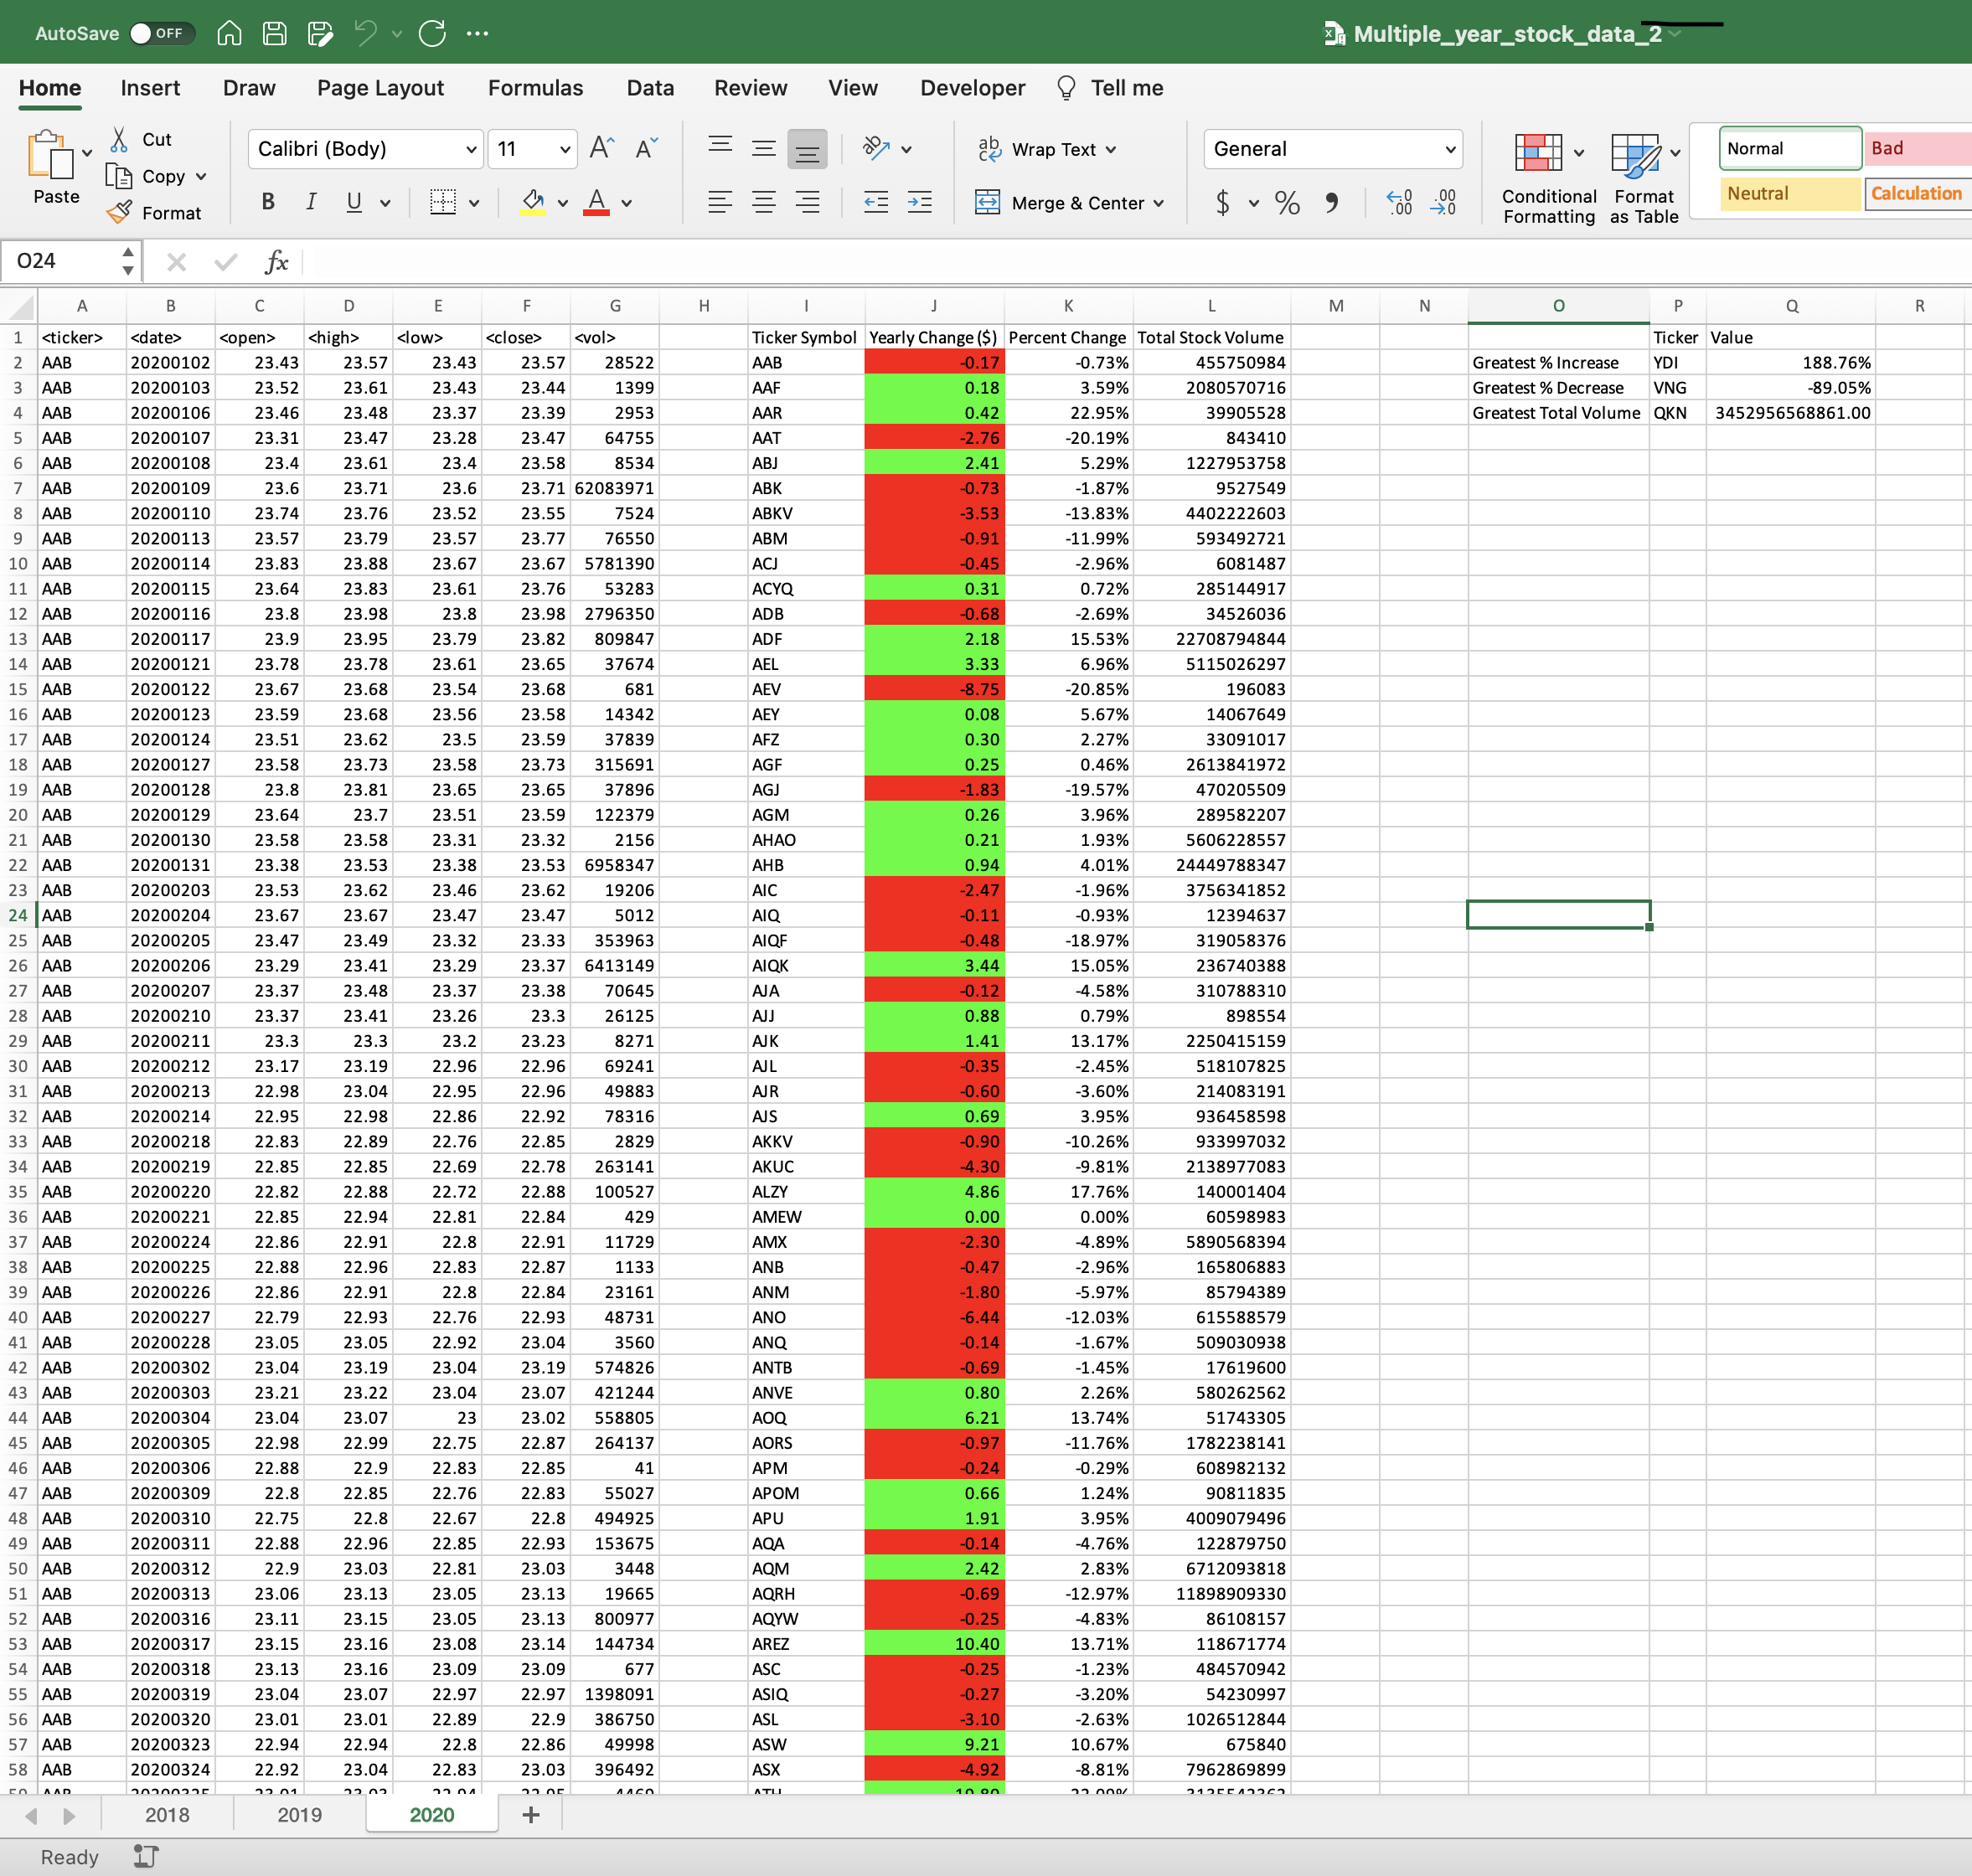 AutoSave OFF Multiple_year_stock_data_2
Home Insert Draw Page Layout Formulas Data Review View Developer Tell me
Paste Cut Copy Format
Calibri (Body) 11
B I U A
Wrap Text
Merge & Center
General
$ % 9
Conditional Formatting
Format as Table
Normal Bad
Neutral Calculation
O24 fx
A B C D E F G H I J K L M N O P Q R
1 <ticker> <date> <open> <high> <low> <close> <vol> Ticker Symbol Yearly Change ($) Percent Change Total Stock Volume Ticker Value
2 AAB 20200102 23.43 23.57 23.43 23.57 28522 AAB -0.17 -0.73% 455750984 Greatest % Increase YDI 188.76%
3 AAB 20200103 23.52 23.61 23.43 23.44 1399 AAF 0.18 3.59% 2080570716 Greatest % Decrease VNG -89.05%
4 AAB 20200106 23.46 23.48 23.37 23.39 2953 AAR 0.42 22.95% 39905528 Greatest Total Volume QKN 3452956568861.00
5 AAB 20200107 23.31 23.47 23.28 23.47 64755 AAT -2.76 -20.19% 843410
6 AAB 20200108 23.4 23.61 23.4 23.58 8534 ABJ 2.41 5.29% 1227953758
7 AAB 20200109 23.6 23.71 23.6 23.71 62083971 ABK -0.73 -1.87% 9527549
8 AAB 20200110 23.74 23.76 23.52 23.55 7524 ABKV -3.53 -13.83% 4402222603
9 AAB 20200113 23.57 23.79 23.57 23.77 76550 ABM -0.91 -11.99% 593492721
10 AAB 20200114 23.83 23.88 23.67 23.67 5781390 ACJ -0.45 -2.96% 6081487
11 AAB 20200115 23.64 23.83 23.61 23.76 53283 ACYQ 0.31 0.72% 285144917
12 AAB 20200116 23.8 23.98 23.8 23.98 2796350 ADB -0.68 -2.69% 34526036
13 AAB 20200117 23.9 23.95 23.79 23.82 809847 ADF 2.18 15.53% 22708794844
14 AAB 20200121 23.78 23.78 23.61 23.65 37674 AEL 3.33 6.96% 5115026297
15 AAB 20200122 23.67 23.68 23.54 23.68 681 AEV -8.75 -20.85% 196083
16 AAB 20200123 23.59 23.68 23.56 23.58 14342 AEY 0.08 5.67% 14067649
17 AAB 20200124 23.51 23.62 23.5 23.59 37839 AFZ 0.30 2.27% 33091017
18 AAB 20200127 23.58 23.73 23.58 23.73 315691 AGF 0.25 0.46% 2613841972
19 AAB 20200128 23.8 23.81 23.65 23.65 37896 AGJ -1.83 -19.57% 470205509
20 AAB 20200129 23.64 23.7 23.51 23.59 122379 AGM 0.26 3.96% 289582207
21 AAB 20200130 23.58 23.58 23.31 23.32 2156 AHAO 0.21 1.93% 5606228557
22 AAB 20200131 23.38 23.53 23.38 23.53 6958347 AHB 0.94 4.01% 24449788347
23 AAB 20200203 23.53 23.62 23.46 23.62 19206 AIC -2.47 -1.96% 3756341852
24 AAB 20200204 23.67 23.67 23.47 23.47 5012 AIQ -0.11 -0.93% 12394637
25 AAB 20200205 23.47 23.49 23.32 23.33 353963 AIQF -0.48 -18.97% 319058376
26 AAB 20200206 23.29 23.41 23.29 23.37 6413149 AIQK 3.44 15.05% 236740388
27 AAB 20200207 23.37 23.48 23.37 23.38 70645 AJA -0.12 -4.58% 310788310
28 AAB 20200210 23.37 23.41 23.26 23.3 26125 AJJ 0.88 0.79% 898554
29 AAB 20200211 23.3 23.3 23.2 23.23 8271 AJK 1.41 13.17% 2250415159
30 AAB 20200212 23.17 23.19 22.96 22.96 69241 AJL -0.35 -2.45% 518107825
31 AAB 20200213 22.98 23.04 22.95 22.96 49883 AJR -0.60 -3.60% 214083191
32 AAB 20200214 22.95 22.98 22.86 22.92 78316 AJS 0.69 3.95% 936458598
33 AAB 20200218 22.83 22.89 22.76 22.85 2829 AKKV -0.90 -10.26% 933997032
34 AAB 20200219 22.85 22.85 22.69 22.78 263141 AKUC -4.30 -9.81% 2138977083
35 AAB 20200220 22.82 22.88 22.72 22.88 100527 ALZY 4.86 17.76% 140001404
36 AAB 20200221 22.85 22.94 22.81 22.84 429 AMEW 0.00 0.00% 60598983
37 AAB 20200224 22.86 22.91 22.8 22.91 11729 AMX -2.30 -4.89% 5890568394
38 AAB 20200225 22.88 22.96 22.83 22.87 1133 ANB -0.47 -2.96% 165806883
39 AAB 20200226 22.86 22.91 22.8 22.84 23161 ANM -1.80 -5.97% 85794389
40 AAB 20200227 22.79 22.93 22.76 22.93 48731 ANO -6.44 -12.03% 615588579
41 AAB 20200228 23.05 23.05 22.92 23.04 3560 ANQ -0.14 -1.67% 509030938
42 AAB 20200302 23.04 23.19 23.04 23.19 574826 ANTB -0.69 -1.45% 17619600
43 AAB 20200303 23.21 23.22 23.04 23.07 421244 ANVE 0.80 2.26% 580262562
44 AAB 20200304 23.04 23.07 23 23.02 558805 AOQ 6.21 13.74% 51743305
45 AAB 20200305 22.98 22.99 22.75 22.87 264137 AORS -0.97 -11.76% 1782238141
46 AAB 20200306 22.88 22.9 22.83 22.85 41 APM -0.24 -0.29% 608982132
47 AAB 20200309 22.8 22.85 22.76 22.83 55027 APOM 0.66 1.24% 90811835
48 AAB 20200310 22.75 22.8 22.67 22.8 494925 APU 1.91 3.95% 4009079496
49 AAB 20200311 22.88 22.96 22.85 22.93 153675 AQA -0.14 -4.76% 122879750
50 AAB 20200312 22.9 23.03 22.81 23.03 3448 AQM 2.42 2.83% 6712093818
51 AAB 20200313 23.06 23.13 23.05 23.13 19665 AQRH -0.69 -12.97% 11898909330
52 AAB 20200316 23.11 23.15 23.05 23.13 800977 AQYW -0.25 -4.83% 86108157
53 AAB 20200317 23.15 23.16 23.08 23.14 144734 AREZ 10.40 13.71% 118671774
54 AAB 20200318 23.13 23.16 23.09 23.09 677 ASC -0.25 -1.23% 484570942
55 AAB 20200319 23.04 23.07 22.97 22.97 1398091 ASIQ -0.27 -3.20% 54230997
56 AAB 20200320 23.01 23.01 22.89 22.9 386750 ASL -3.10 -2.63% 1026512844
57 AAB 20200323 22.94 22.94 22.8 22.86 49998 ASW 9.21 10.67% 675840
58 AAB 20200324 22.92 23.04 22.83 23.03 396492 ASX -4.92 -8.81% 7962869899
2018 2019 2020 +
Ready